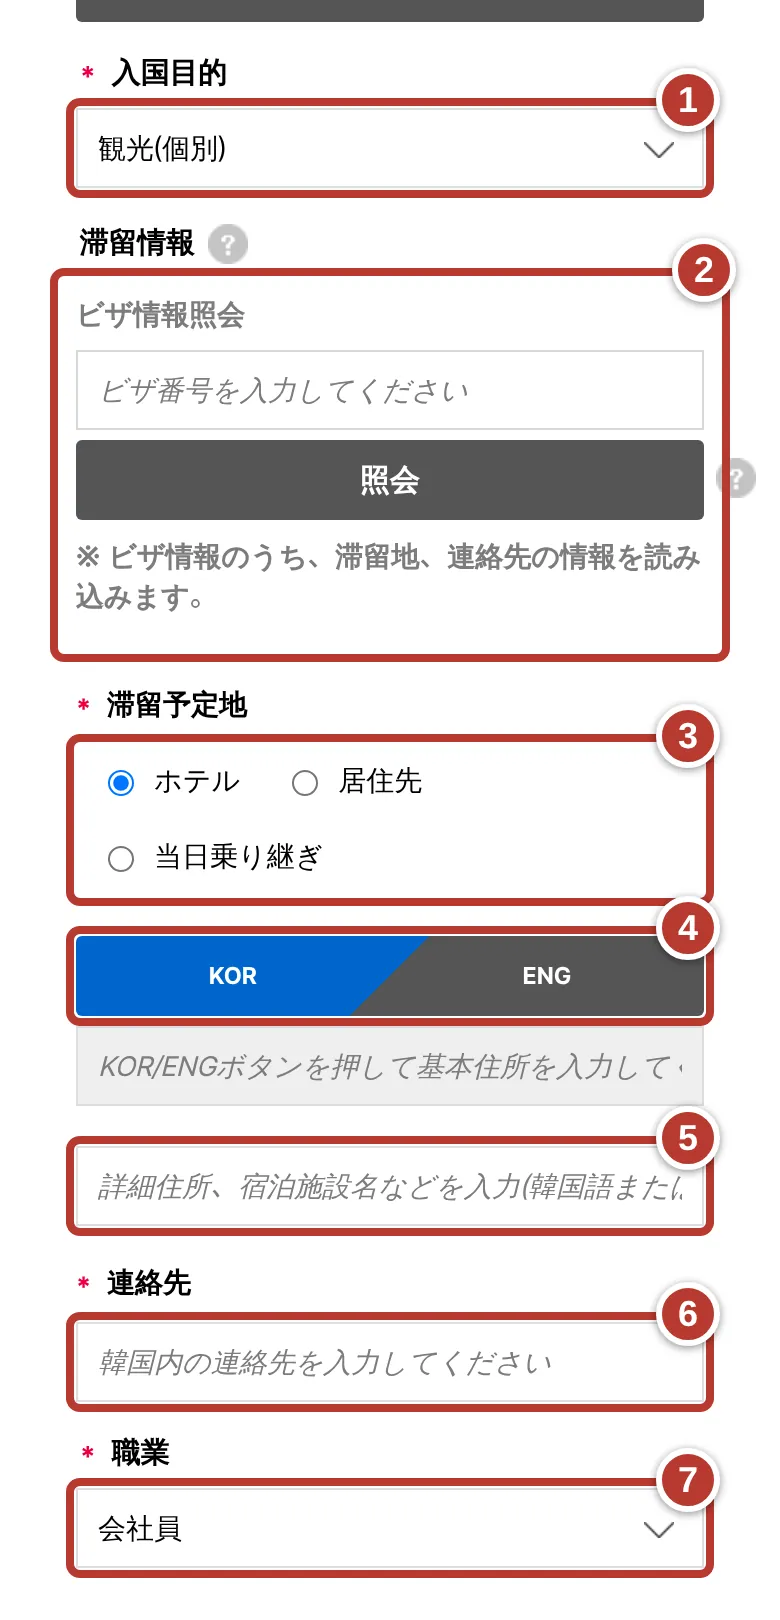 * 入国目的
1
観光(個別)
滞留情報 ?
2
ビザ情報照会
ビザ番号を入力してください
照会 ?
※ ビザ情報のうち、滞留地、連絡先の情報を読み
込みます。
* 滞留予定地
3
ホテル 居住先
当日乗り継ぎ
4
KOR ENG
KOR/ENGボタンを押して基本住所を入力して
5
詳細住所、宿泊施設名などを入力(韓国語また
* 連絡先
6
韓国内の連絡先を入力してください
* 職業
7
会社員